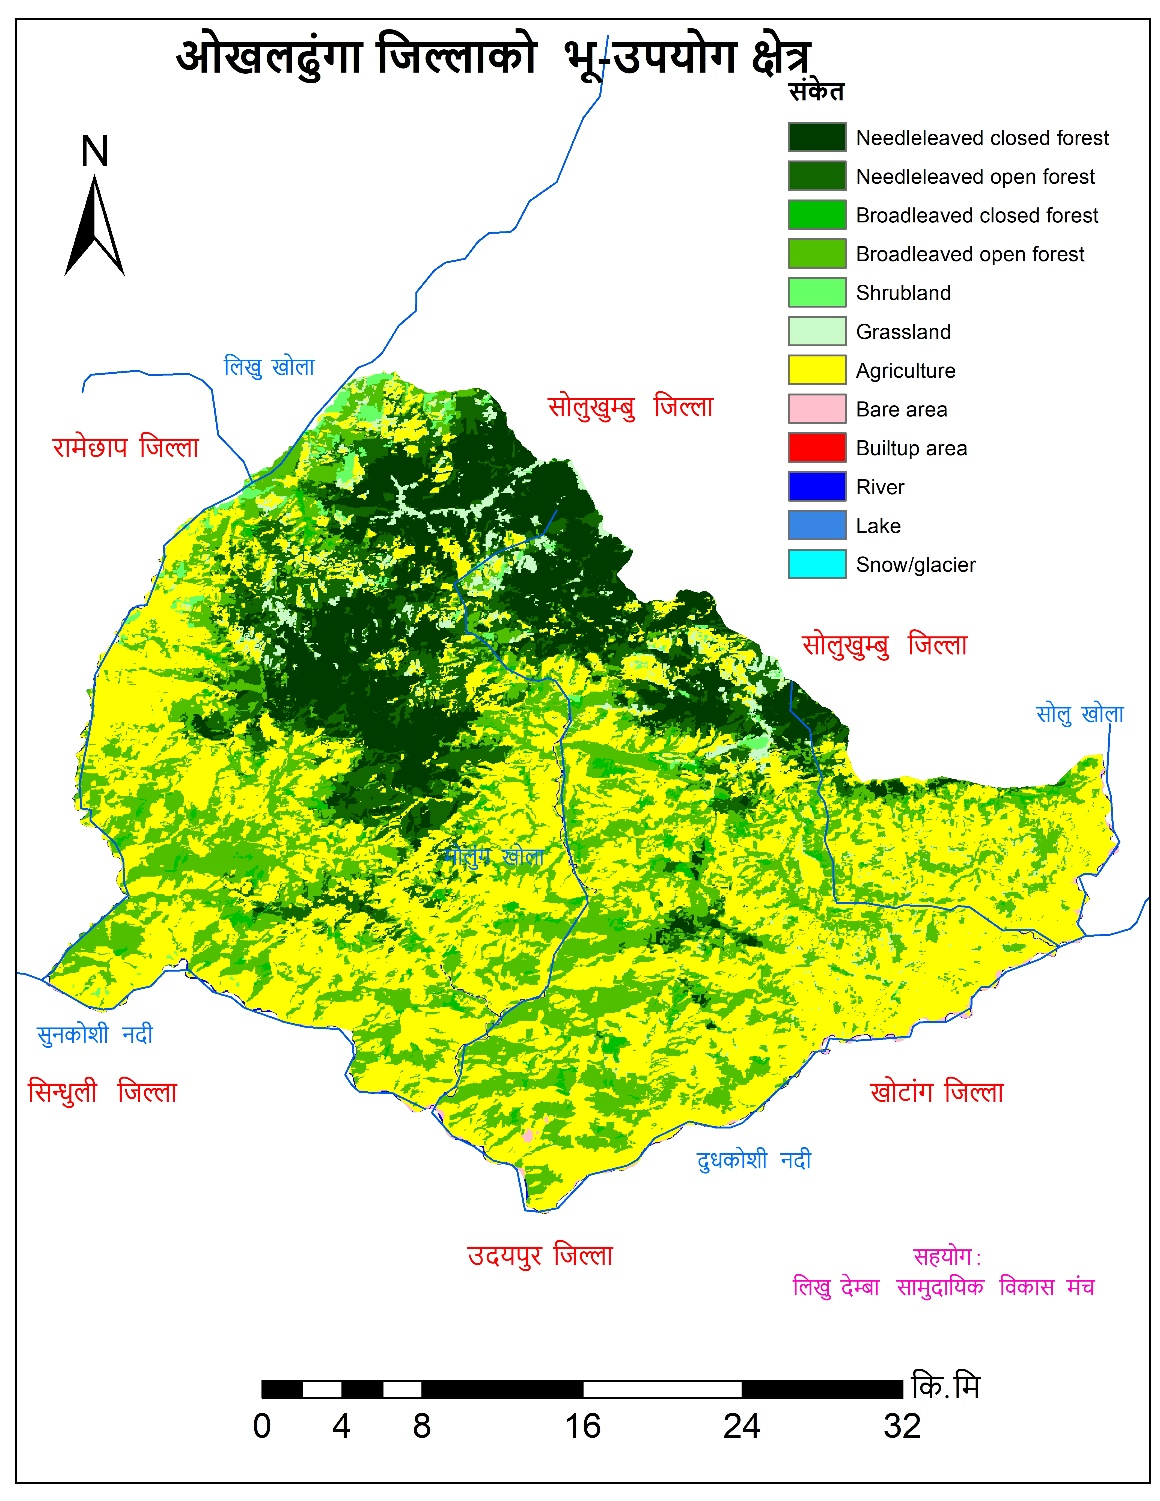 ओखलढुंगा जिल्लाको भू-उपयोग क्षेत्र
संकेत
N
Needleleaved closed forest
Needleleaved open forest
Broadleaved closed forest
Broadleaved open forest
Shrubland
Grassland
Agriculture
Bare area
Builtup area
River
Lake
Snow/glacier
लिखु खोला
सोलुखुम्बु जिल्ला
रामेछाप जिल्ला
सोलुखुम्बु जिल्ला
सोलु खोला
खोला
सुनकोशी नदी
सिन्धुली जिल्ला
खोटांग जिल्ला
दुधकोशी नदी
उदयपुर जिल्ला
सहयोग:
लिखु देम्बा सामुदायिक विकास मंच
कि.मि
0 4 8 16 24 32